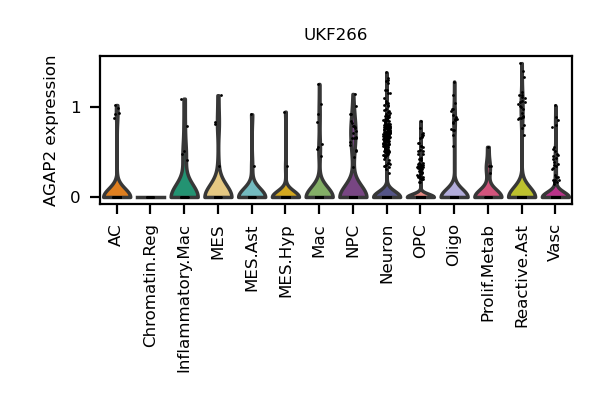 UKF266
AGAP2 expression
1
0
AC
Chromatin.Reg
Inflammatory.Mac
MES
MES.Ast
MES.Hyp
Mac
NPC
Neuron
OPC
Oligo
Prolif.Metab
Reactive.Ast
Vasc